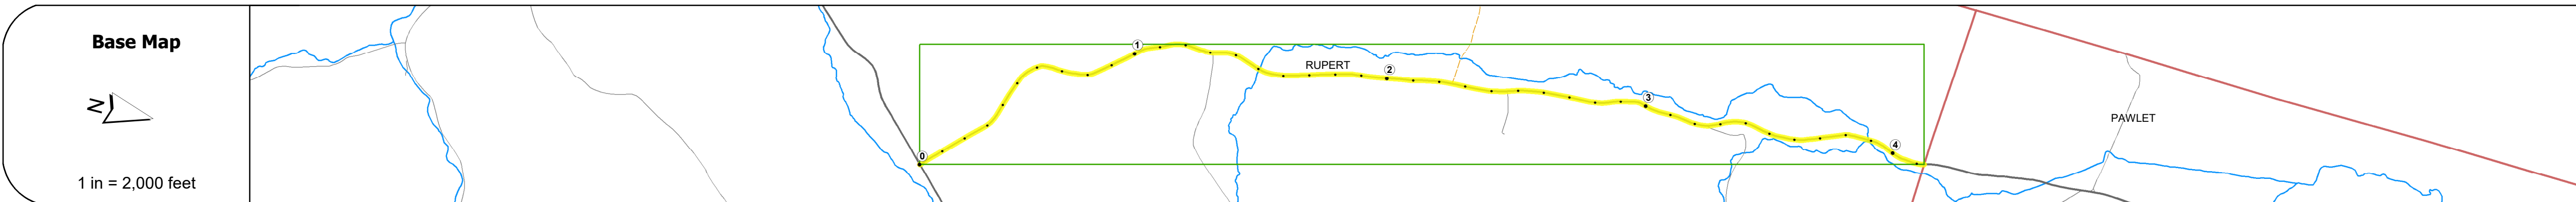 Base Map
N
1 in = 2,000 feet
0
1
RUPERT
2
3
4
PAWLET